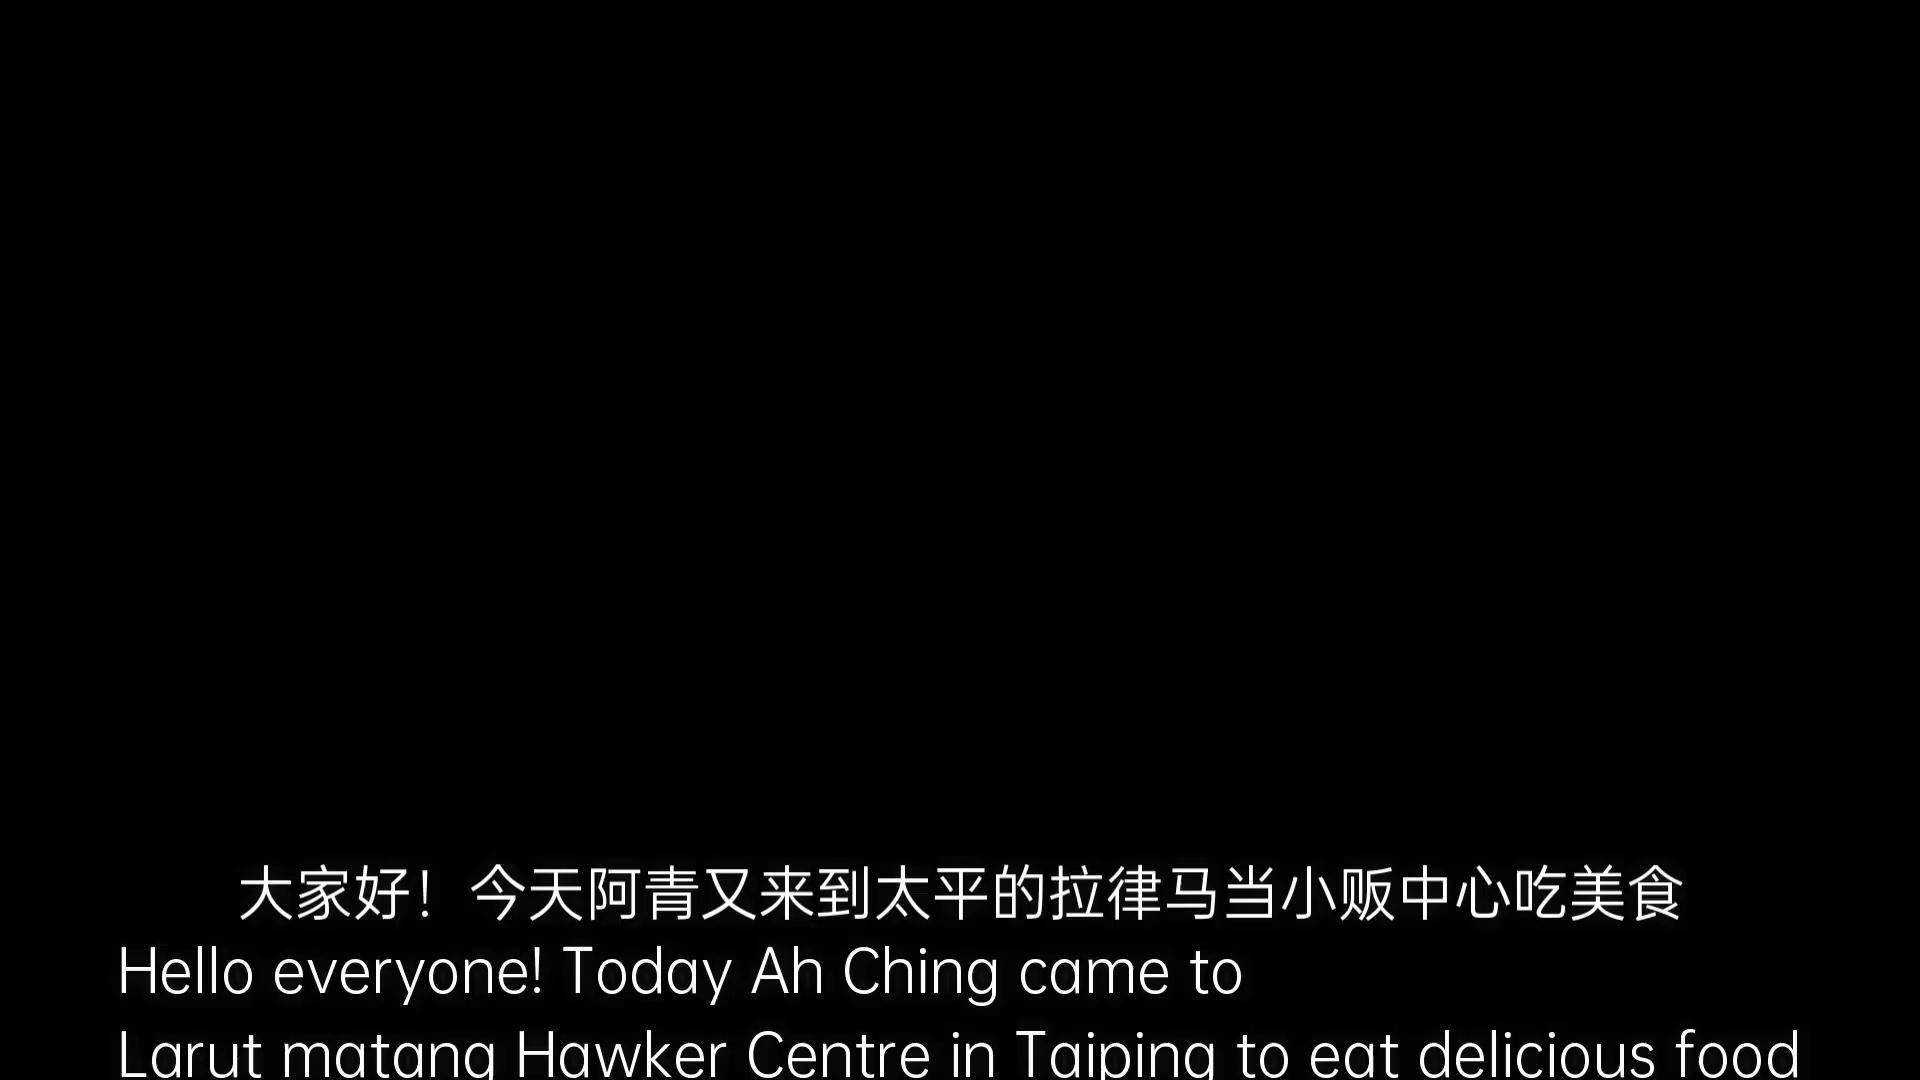 大家好！今天阿青又来到太平的拉律马当小贩中心吃美食
Hello everyone! Today Ah Ching came to
Larut matang Hawker Centre in Taiping to eat delicious food